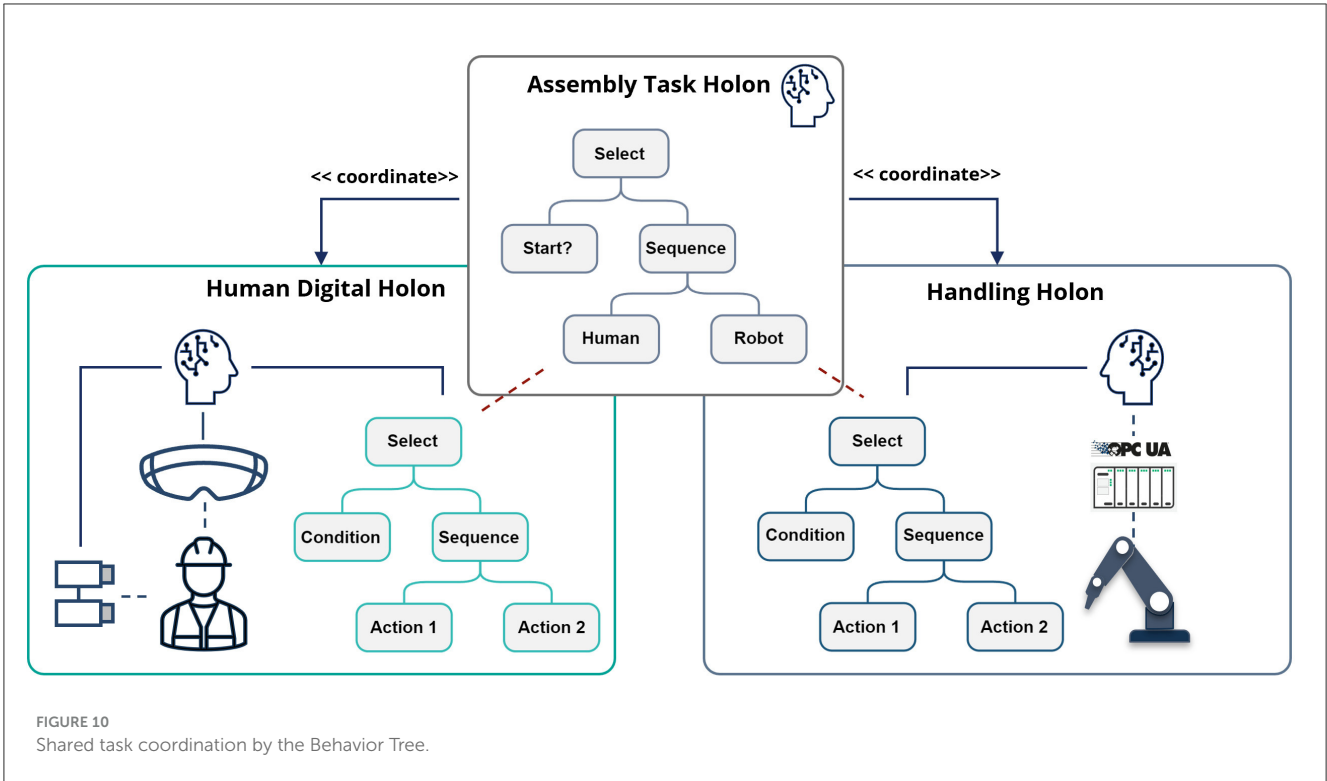 Assembly Task Holon
Select
<< coordinate>>
<< coordinate>>
Start?
Sequence
Human Digital Holon
Handling Holon
Human
Robot
Select
Select
OPC UA
Condition
Sequence
Condition
Sequence
Action 1
Action 2
Action 1
Action 2
FIGURE 10
Shared task coordination by the Behavior Tree.